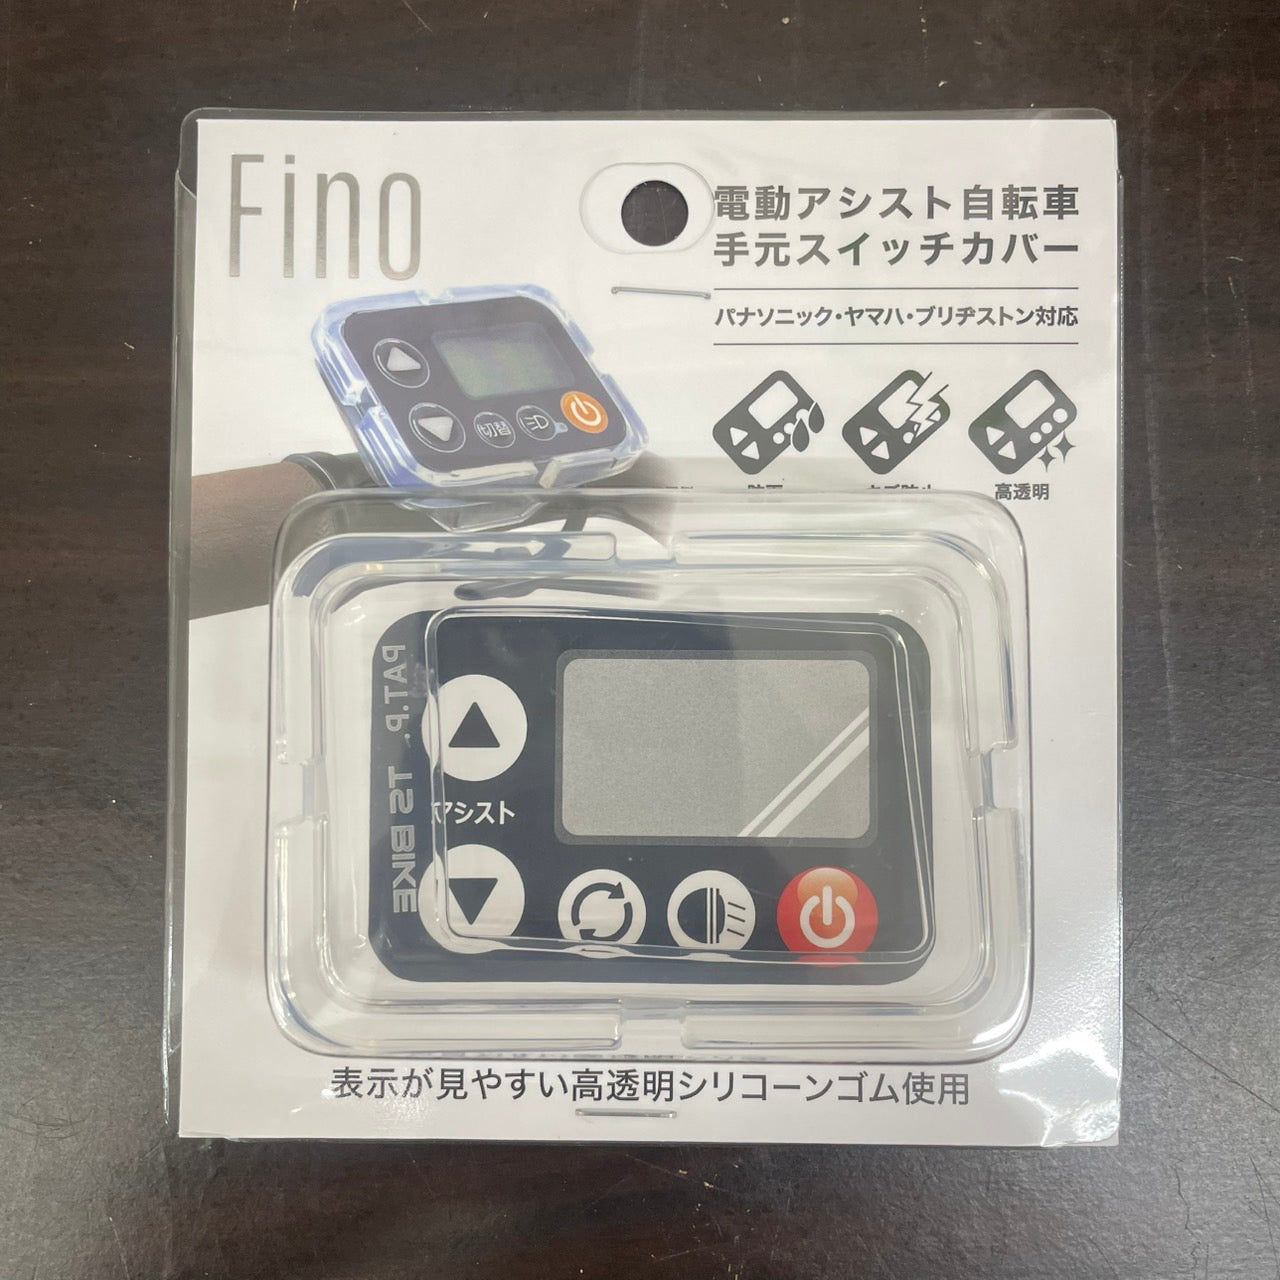 Fino
電動アシスト自転車
手元スイッチカバー
パナソニック・ヤマハ・ブリヂストン対応
切替
高透明
PAT.P. TS BIKE
アシスト
表示が見やすい高透明シリコーンゴム使用